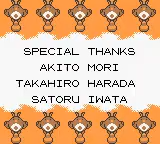 SPECIAL THANKS
AKITO MORI
TAKAHIRO HARADA
SATORU IWATA